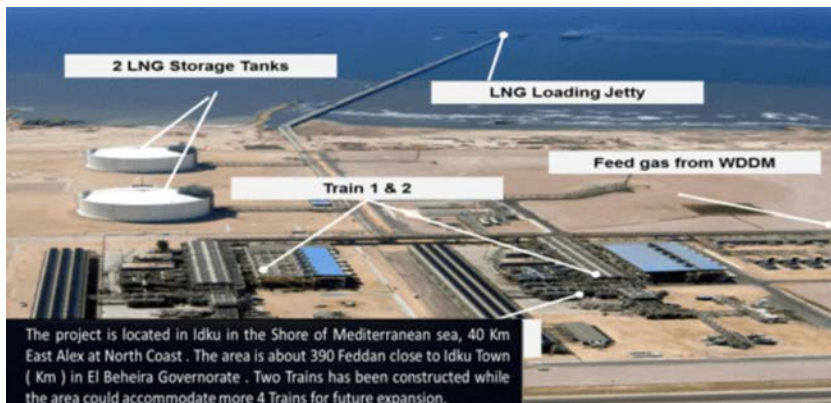 2 LNG Storage Tanks
LNG Loading Jetty
Feed gas from WDDM
Train 1 & 2
The project is located in Idku in the Shore of Mediterranean sea, 40 Km
East Alex at North Coast . The area is about 390 Feddan close to Idku Town
( Km ) in El Beheira Governorate . Two Trains has been constructed while
the area could accommodate more 4 Trains for future expansion.